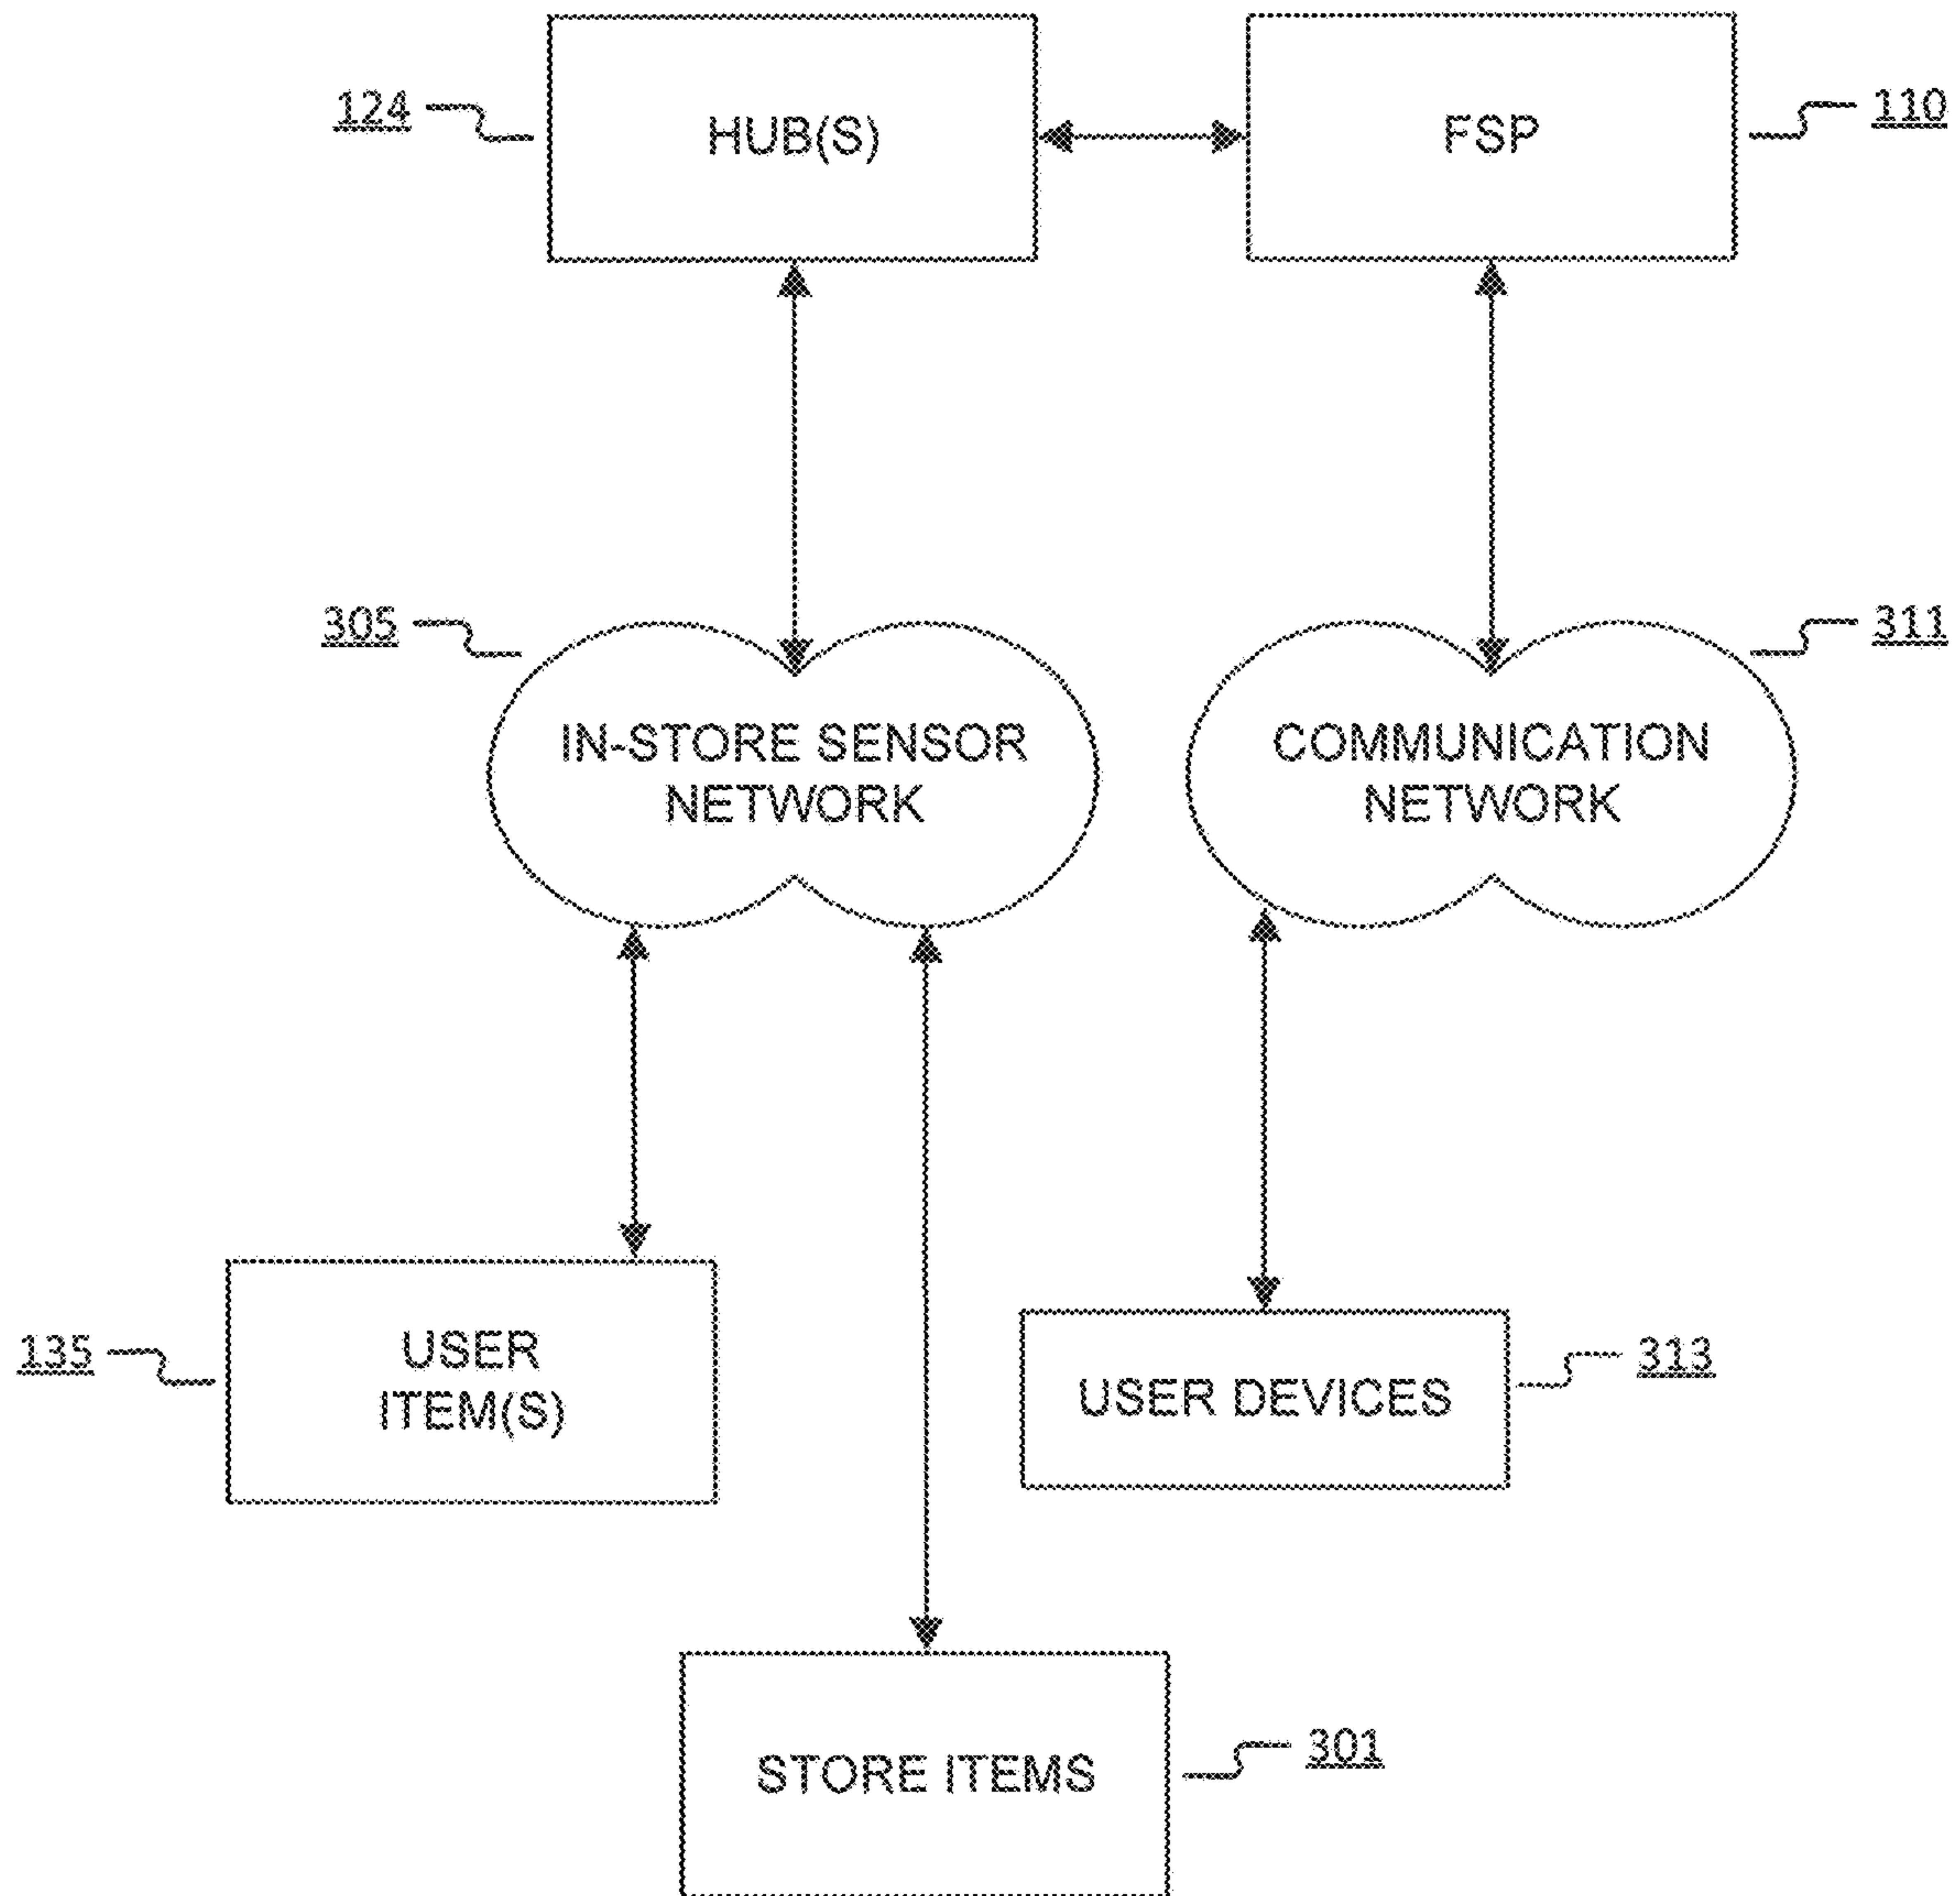 124
HUB(S)
FSP
110
305
IN-STORE SENSOR
NETWORK
COMMUNICATION
NETWORK
311
135
USER
ITEM(S)
USER DEVICES
313
STORE ITEMS
301